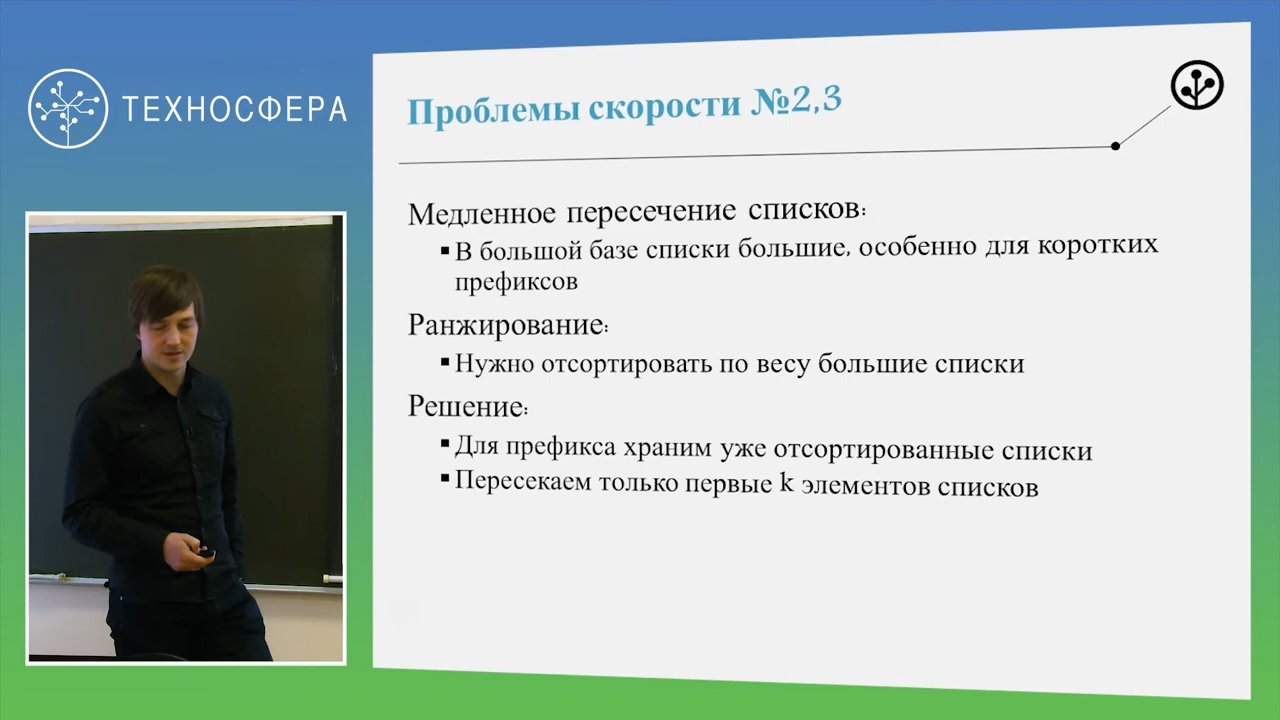 ТЕХНОСФЕРА
Проблемы скорости №2,3
Медленное пересечение списков:
▪ В большой базе списки большие, особенно для коротких
префиксов
Ранжирование:
▪ Нужно отсортировать по весу большие списки
Решение:
▪ Для префикса храним уже отсортированные списки
▪ Пересекаем только первые k элементов списков